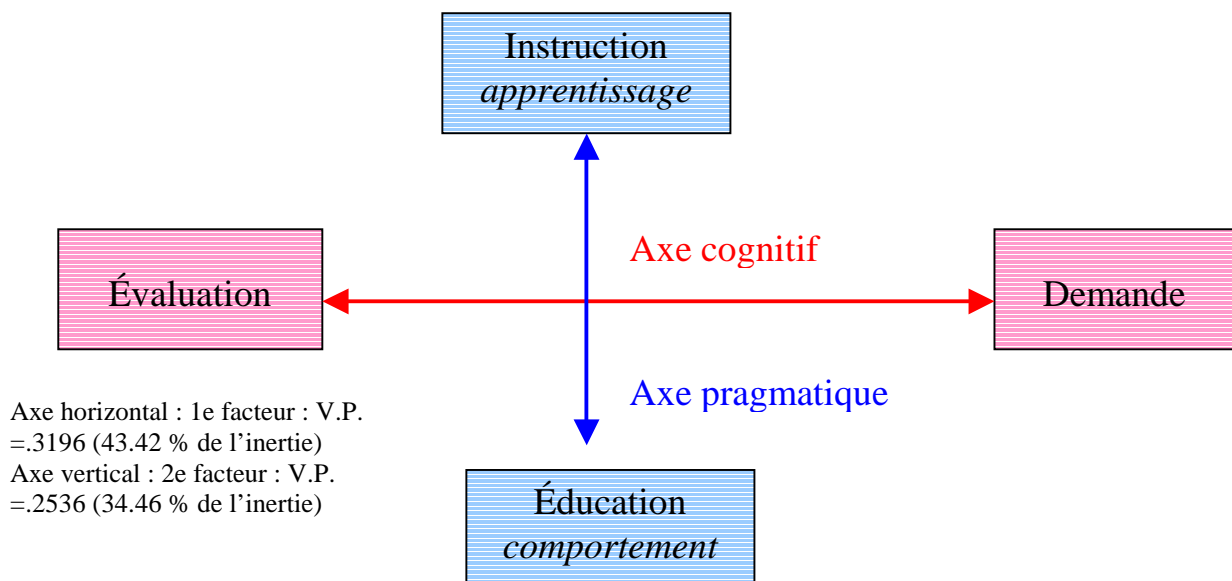 Instruction
apprentissage
Axe cognitif
Évaluation
Demande
Axe pragmatique
Axe horizontal : 1e facteur : V.P.
=.3196 (43.42 % de l’inertie)
Axe vertical : 2e facteur : V.P.
=.2536 (34.46 % de l’inertie)
Éducation
comportement